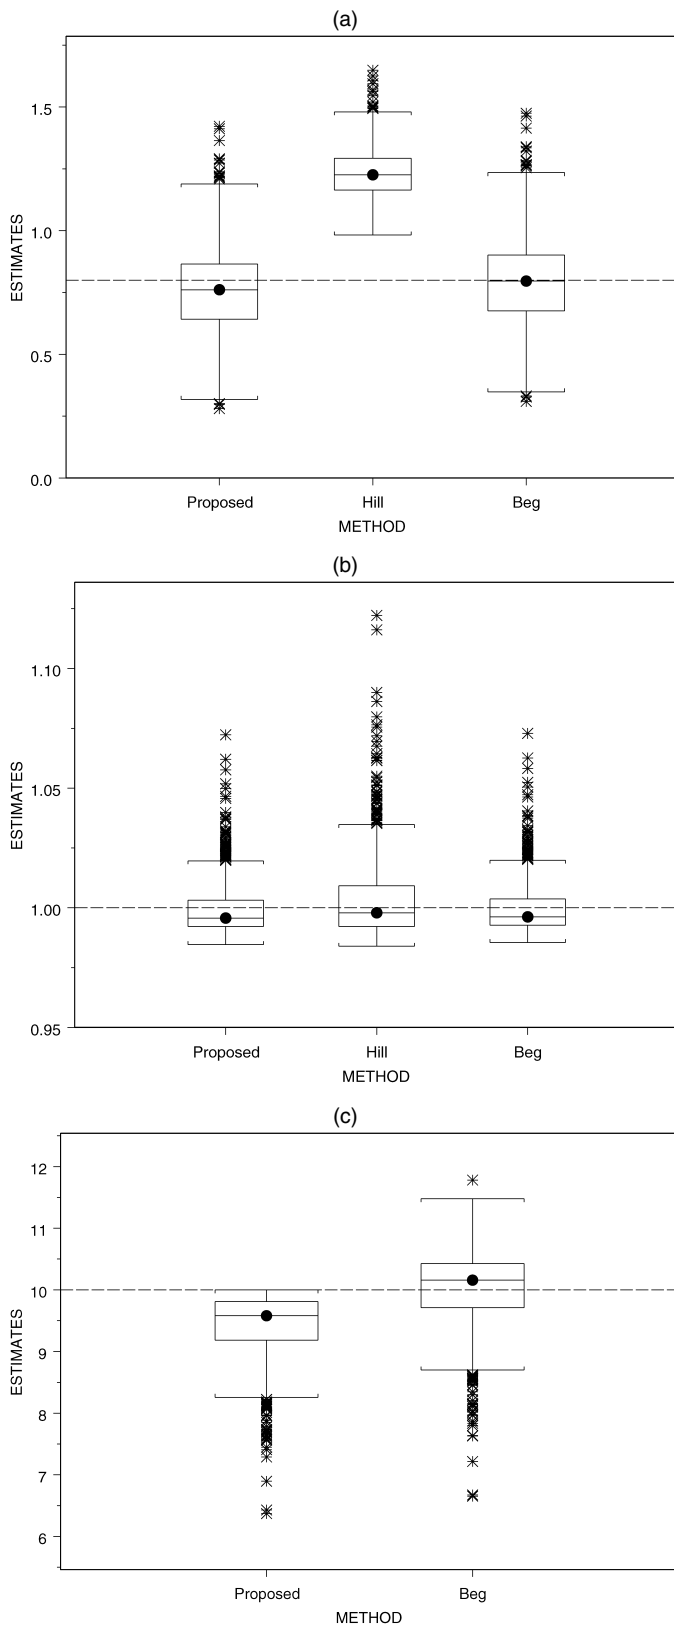 (a)
1.5
1.0
0.5
0.0
ESTIMATES
Proposed Hill Beg
METHOD
(b)
1.10
1.05
1.00
0.95
ESTIMATES
Proposed Hill Beg
METHOD
(c)
12
11
10
9
8
7
6
ESTIMATES
Proposed Beg
METHOD